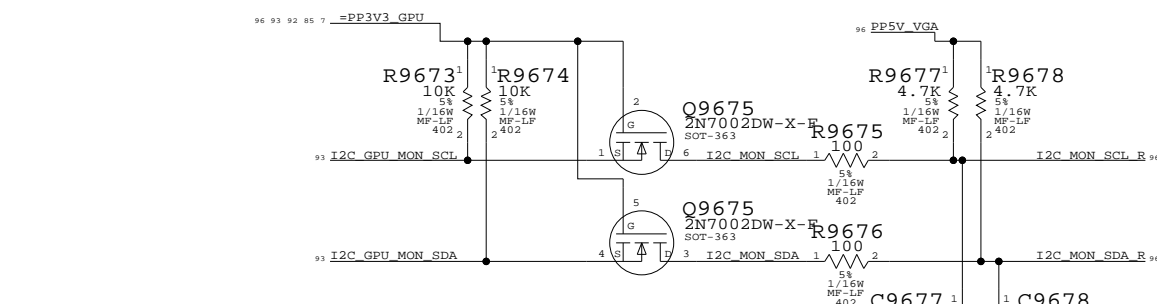 96 93 92 85 7 =PP3V3_GPU
96 PP5V_VGA
R9673 1
10K
5%
1/16W
MF-LF
402
2
1 R9674
10K
5%
1/16W
MF-LF
402
2
R9677 1
4.7K
5%
1/16W
MF-LF
402
2
1 R9678
4.7K
5%
1/16W
MF-LF
402
2
2
G
Q9675
2N7002DW-X-F
SOT-363
R9675
100
93 I2C_GPU_MON_SCL 1 S D 6 I2C_MON_SCL 1 2 I2C_MON_SCL_R 96
5%
1/16W
MF-LF
402
5
G
Q9675
2N7002DW-X-F
SOT-363
R9676
100
93 I2C_GPU_MON_SDA 4 S D 3 I2C_MON_SDA 1 2 I2C_MON_SDA_R 96
5%
1/16W
MF-LF
402
C9677 1
1 C9678